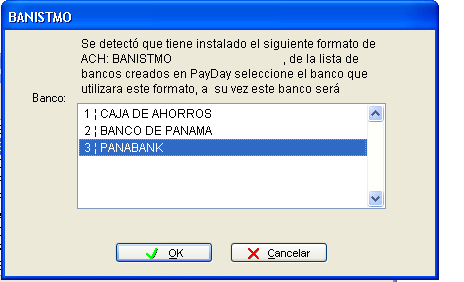 BANISTMO
Se detectó que tiene instalado el siguiente formato de
ACH: BANISTMO , de la lista de
bancos creados en PayDay seleccione el banco que
utilizara este formato, a su vez este banco será
Banco:
1 ¦ CAJA DE AHORROS
2 ¦ BANCO DE PANAMA
3 ¦ PANABANK
OK
Cancelar